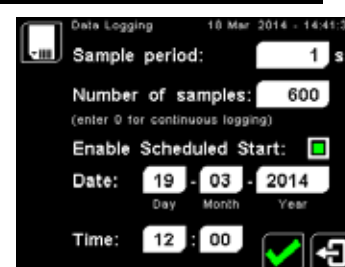 Data Logging 10 Mar 2014 - 14:41:3
Sample period: 1 s
Number of samples: 600
(enter 0 for continuous logging)
Enable Scheduled Start:
Date: 19 - 03 - 2014
Day Month Year
Time: 12 : 00